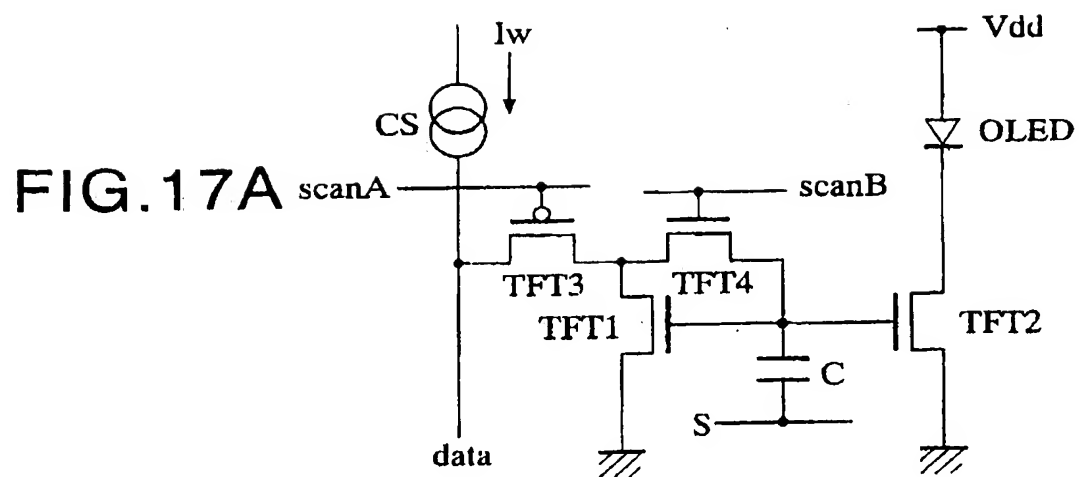 Iw
Vdd
CS
OLED
FIG.17A
scanA
scanB
TFT3
TFT4
TFT1
TFT2
C
S
data